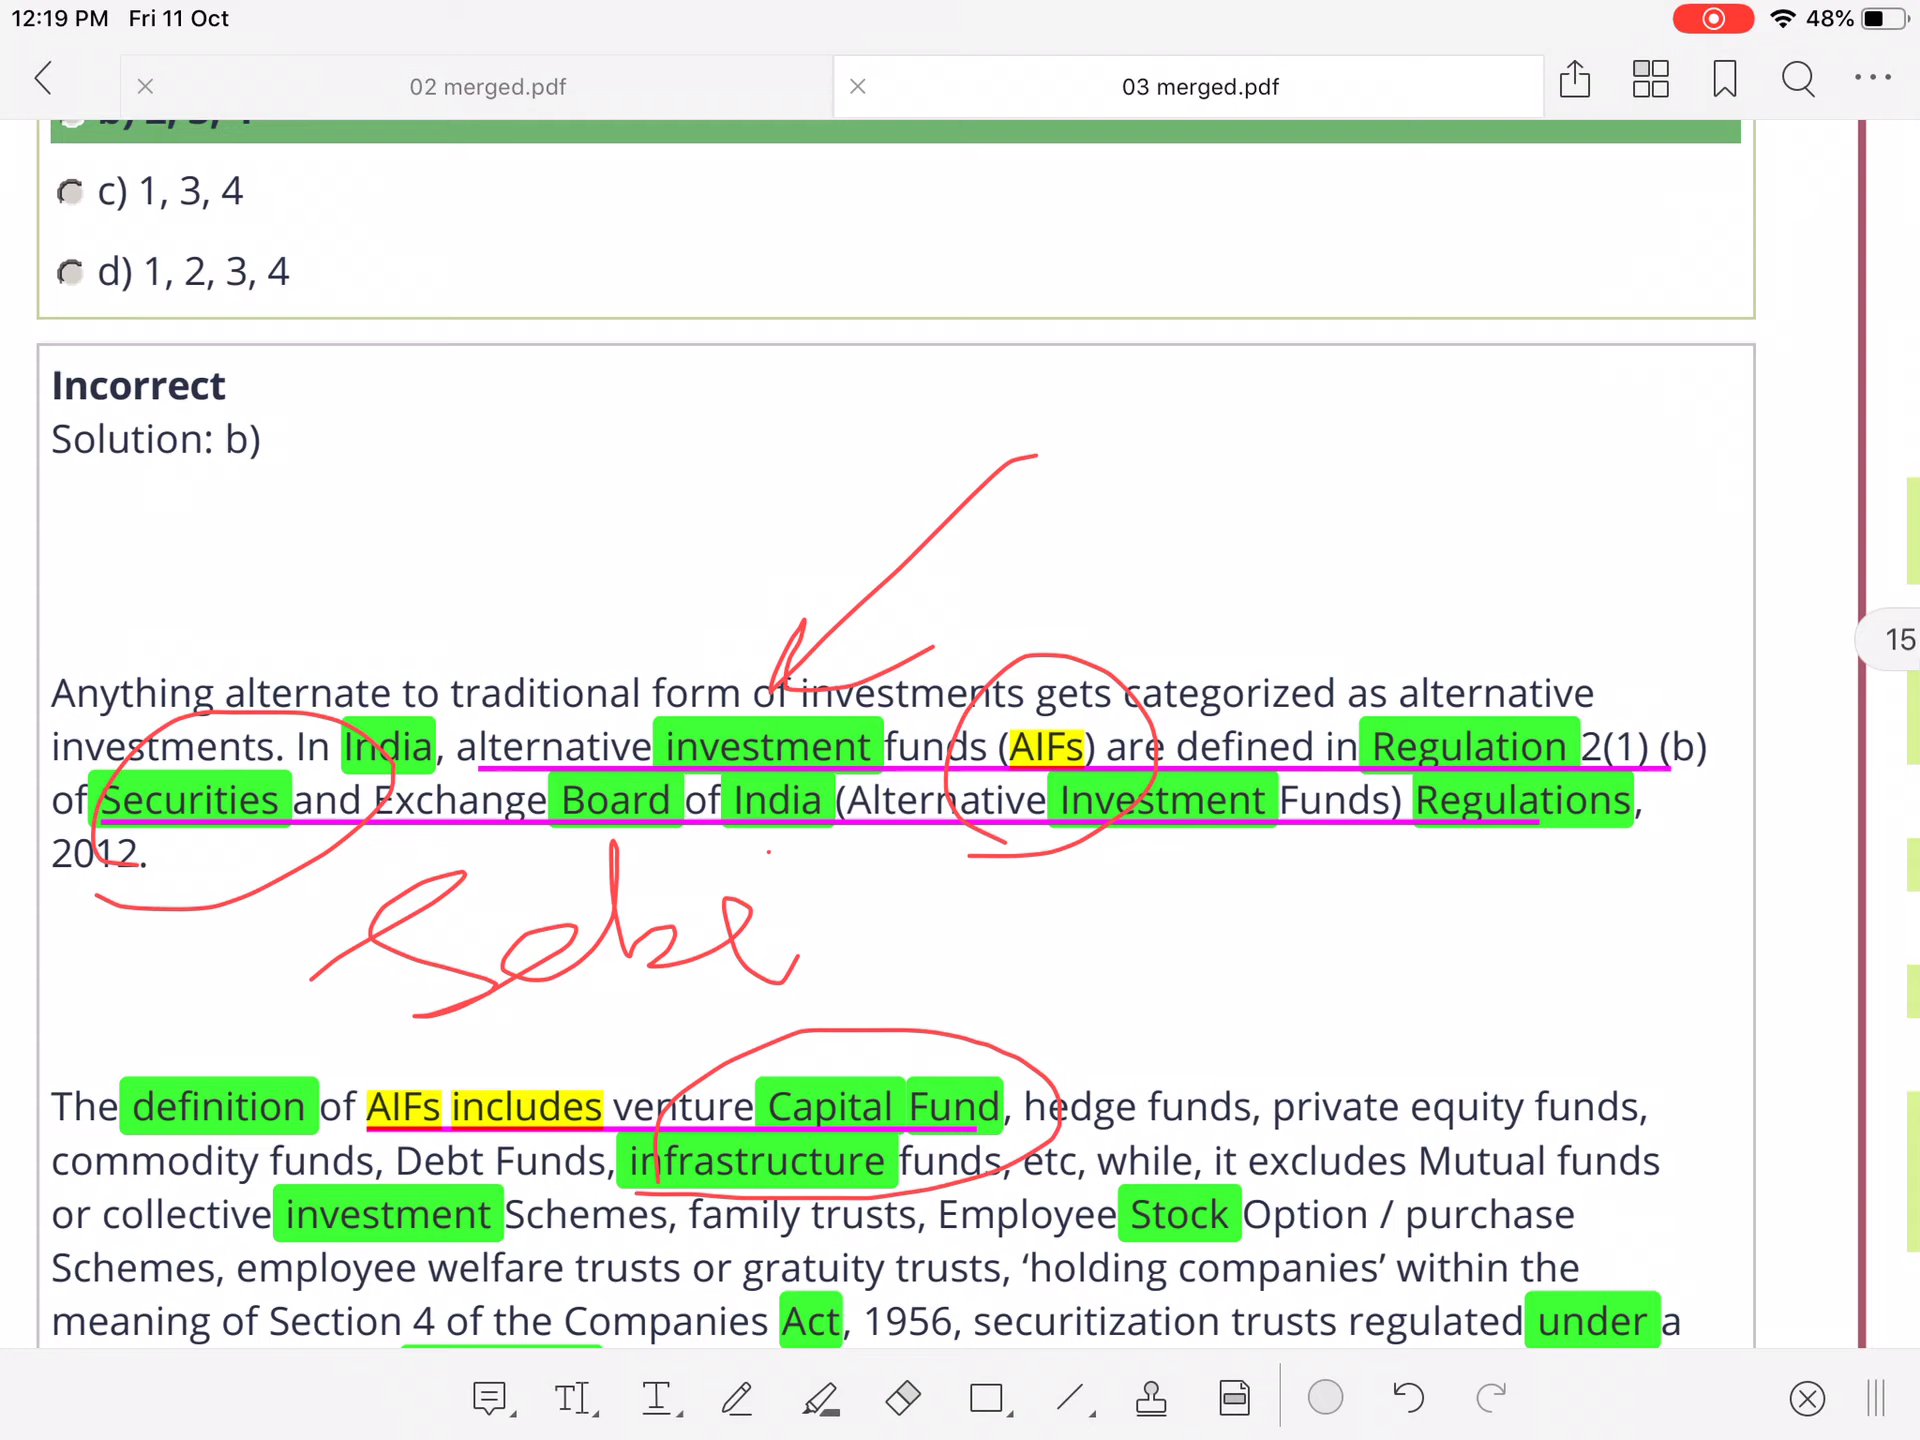 12:19 PM Fri 11 Oct
48%
02 merged.pdf
03 merged.pdf
c) 1, 3, 4
d) 1, 2, 3, 4
Incorrect
Solution: b)
Anything alternate to traditional form of investments gets categorized as alternative
investments. In India, alternative investment funds (AIFs) are defined in Regulation 2(1) (b)
of Securities and Exchange Board of India (Alternative Investment Funds) Regulations,
2012.
Sebi
The definition of AIFs includes venture Capital Fund, hedge funds, private equity funds,
commodity funds, Debt Funds, infrastructure funds, etc, while, it excludes Mutual funds
or collective investment Schemes, family trusts, Employee Stock Option / purchase
Schemes, employee welfare trusts or gratuity trusts, ‘holding companies’ within the
meaning of Section 4 of the Companies Act, 1956, securitization trusts regulated under a
15